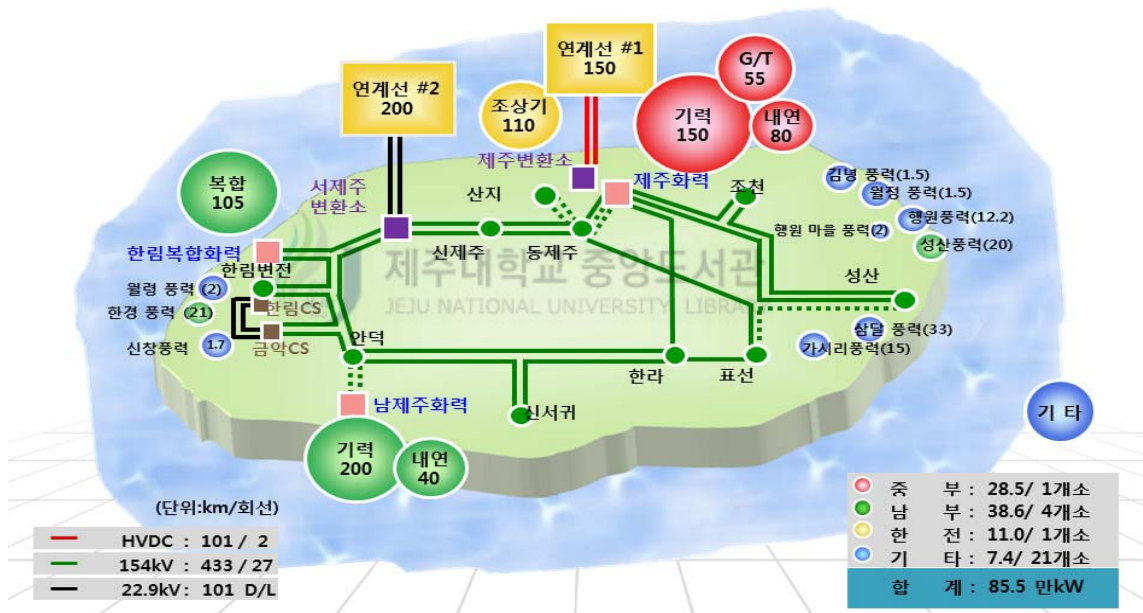 연계선 #1
150
G/T
55
연계선 #2
200
조상기
110
기력
150
내연
80
복합
105
제주변환소
제주화력
서제주
변환소
산지
조천
김녕 풍력(1.5)
월정 풍력(1.5)
행원풍력(12.2)
행원 마을 풍력(2)
성산풍력(20)
한림복합화력
신제주
동제주
제주대학교 중앙도서관
JEJU NATIONAL UNIVERSITY LIBRARY
한림변전
월령 풍력 (2)
한림CS
한경 풍력 (21)
성산
신창풍력
1.7
금악CS
안덕
삼달 풍력(33)
가시리풍력(15)
한라
표선
남제주화력
신서귀
기 타
기력
200
내연
40
(단위:km/회선)
HVDC : 101 / 2
154kV : 433 / 27
22.9kV : 101 D/L
중 부 : 28.5/ 1개소
남 부 : 38.6/ 4개소
한 전 : 11.0/ 1개소
기 타 : 7.4/ 21개소
합 계 : 85.5 만kW